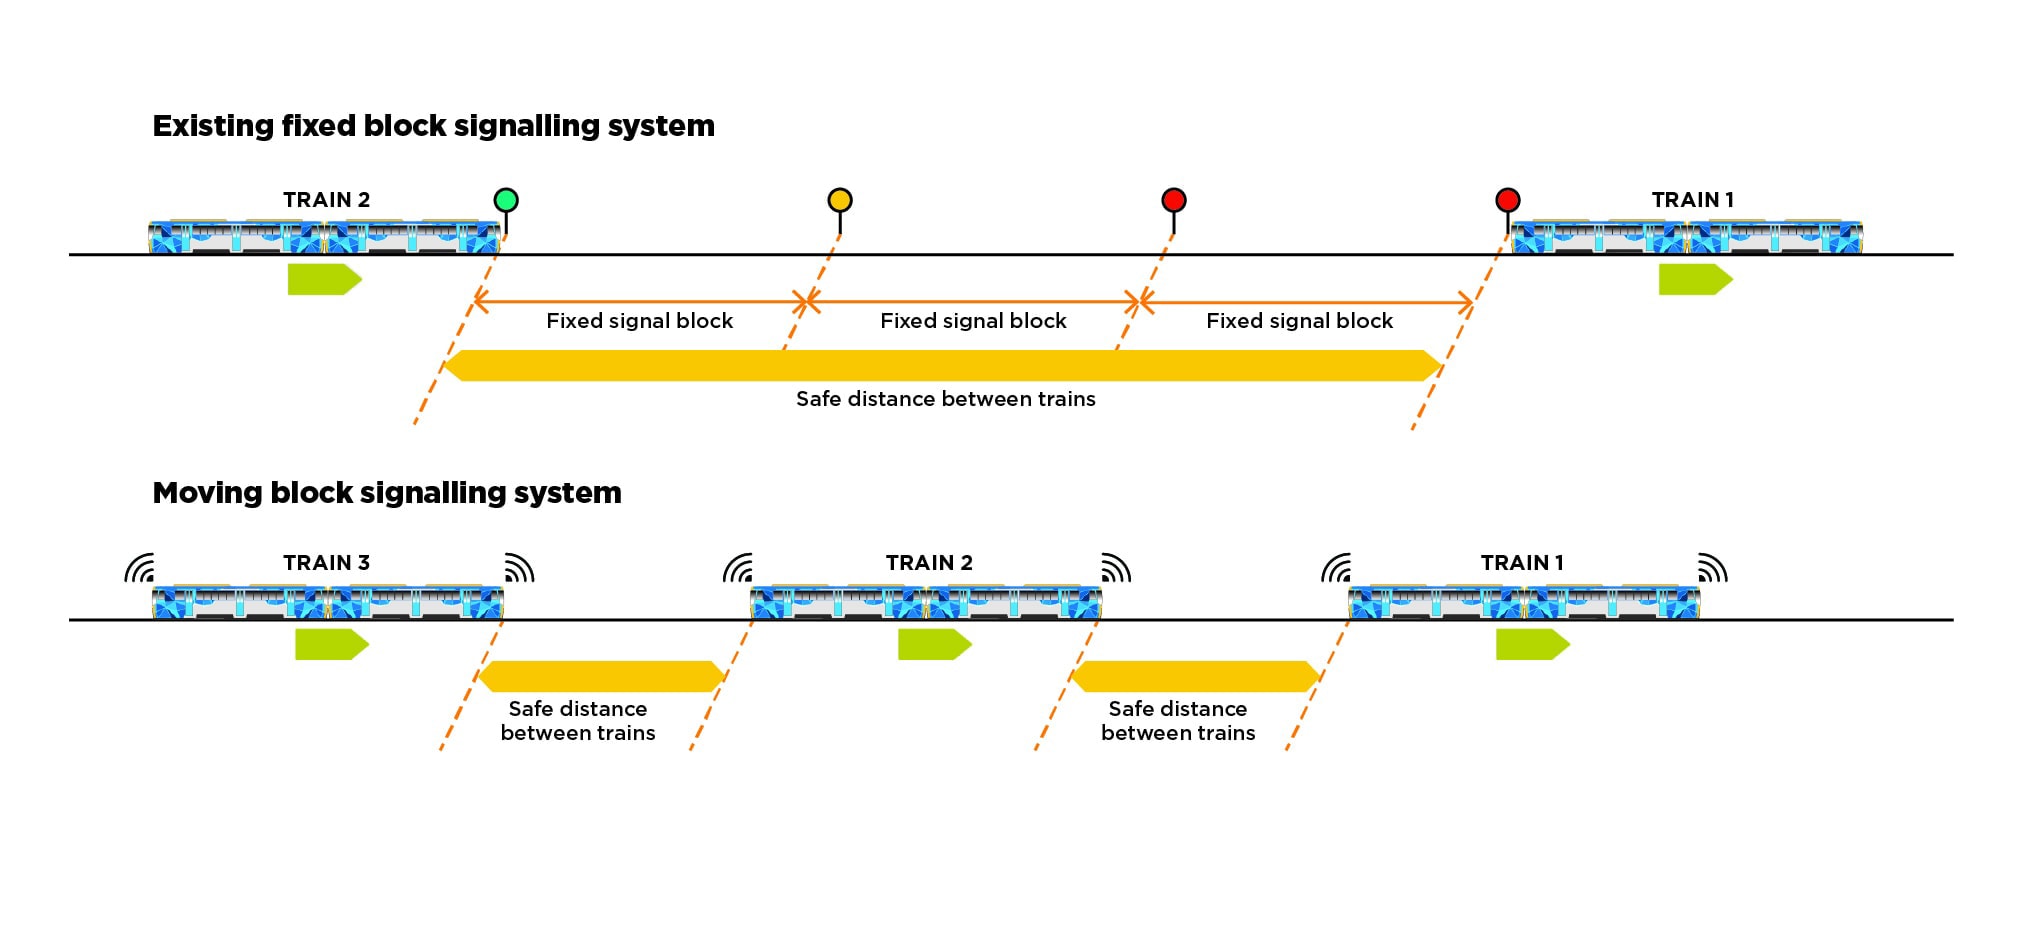 Existing fixed block signalling system
TRAIN 2
TRAIN 1
Fixed signal block
Fixed signal block
Fixed signal block
Safe distance between trains
Moving block signalling system
TRAIN 3
TRAIN 2
TRAIN 1
Safe distance
between trains
Safe distance
between trains